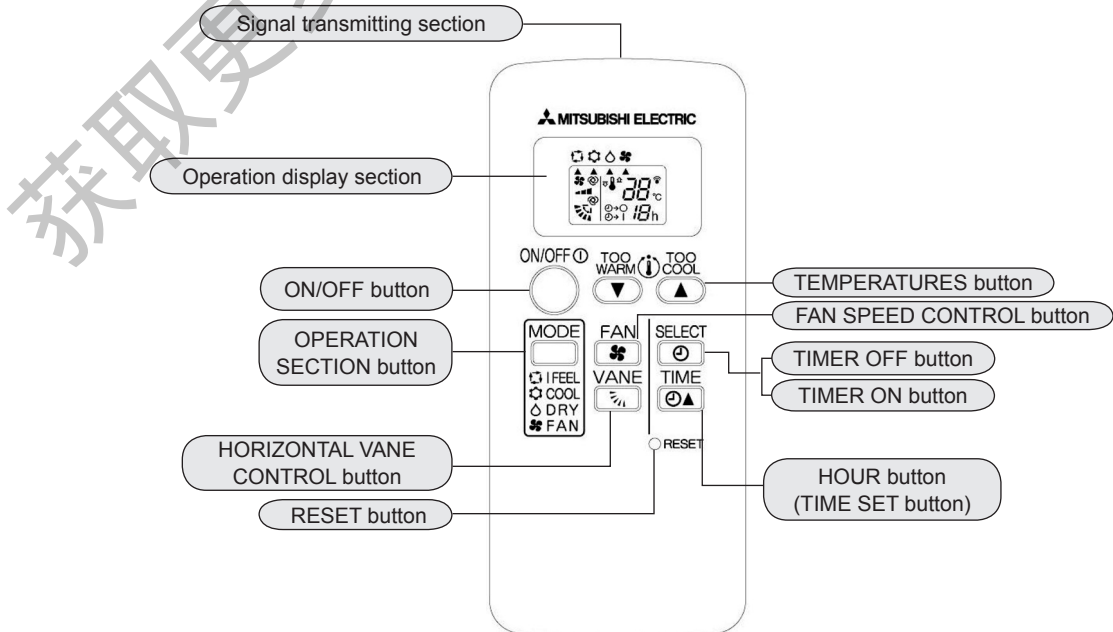 Signal transmitting section
MITSUBISHI ELECTRIC
Operation display section
38 °C
18h
ON/OFF
TOO WARM
TOO COOL
ON/OFF button
TEMPERATURES button
FAN SPEED CONTROL button
OPERATION
SECTION button
MODE
FAN
SELECT
TIMER OFF button
I FEEL
COOL
DRY
FAN
VANE
TIME
TIMER ON button
RESET
HORIZONTAL VANE
CONTROL button
HOUR button
(TIME SET button)
RESET button
获取更